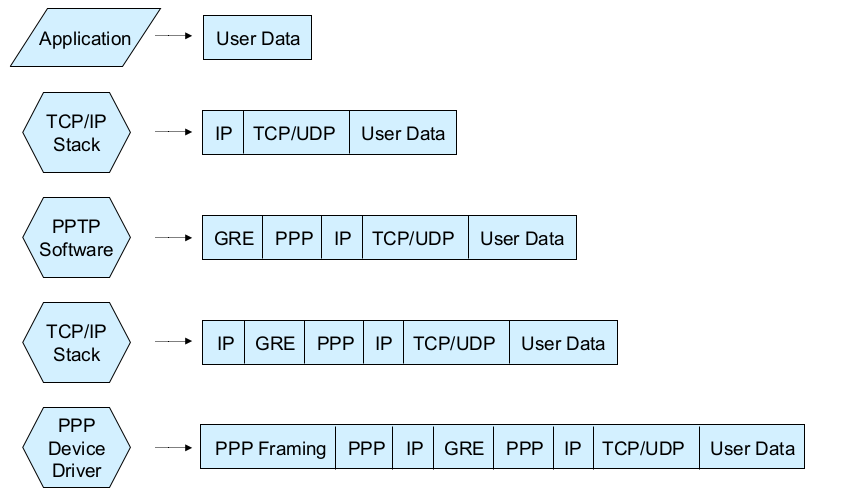 Application
User Data
TCP/IP
Stack
IP TCP/UDP User Data
PPTP
Software
GRE PPP IP TCP/UDP User Data
TCP/IP
Stack
IP GRE PPP IP TCP/UDP User Data
PPP
Device
Driver
PPP Framing PPP IP GRE PPP IP TCP/UDP User Data